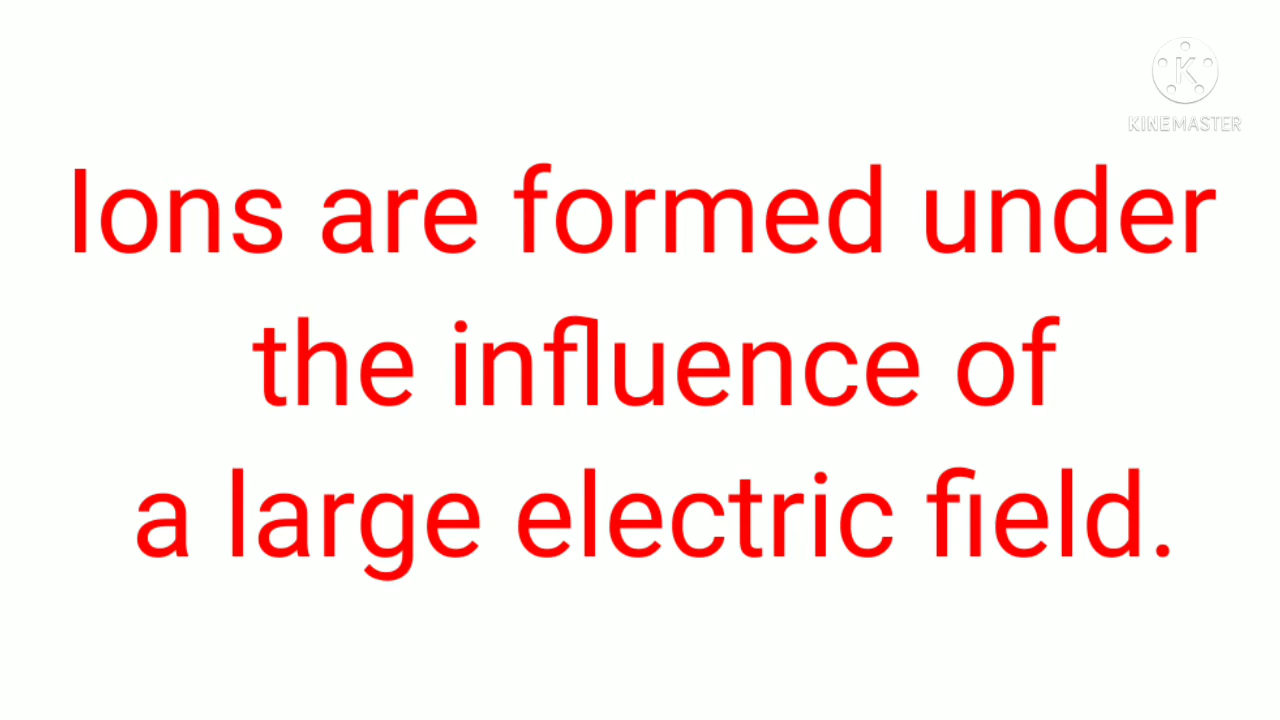 KINEMASTER
Ions are formed under
the influence of
a large electric field.